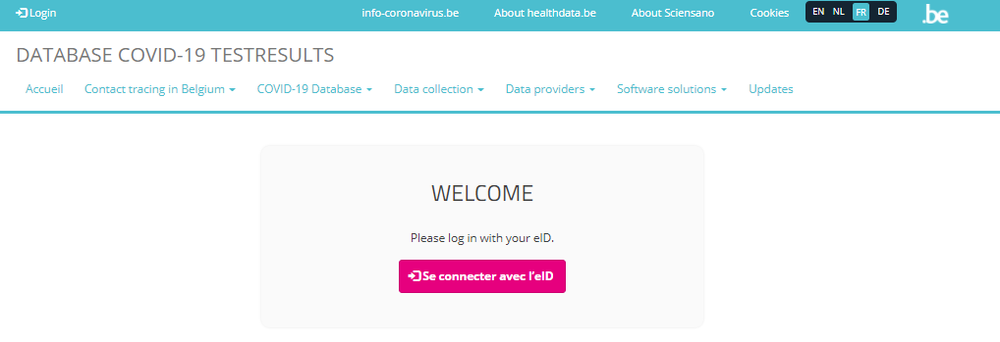 Login info-coronavirus.be About healthdata.be About Sciensano Cookies EN NL FR DE .be
DATABASE COVID-19 TESTRESULTS
Accueil Contact tracing in Belgium COVID-19 Database Data collection Data providers Software solutions Updates
WELCOME
Please log in with your eID.
Se connecter avec l'eID